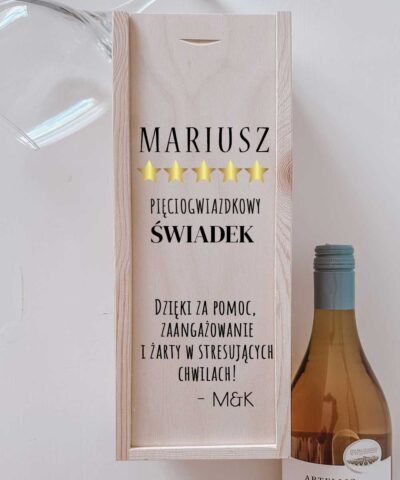 MARIUSZ
PIĘCIOGWIAZDKOWY
ŚWIADEK
DZIĘKI ZA POMOC,
ZAANGAŻOWANIE
I ŻARTY W STRESUJĄCYCH
CHWILACH!
- M&K